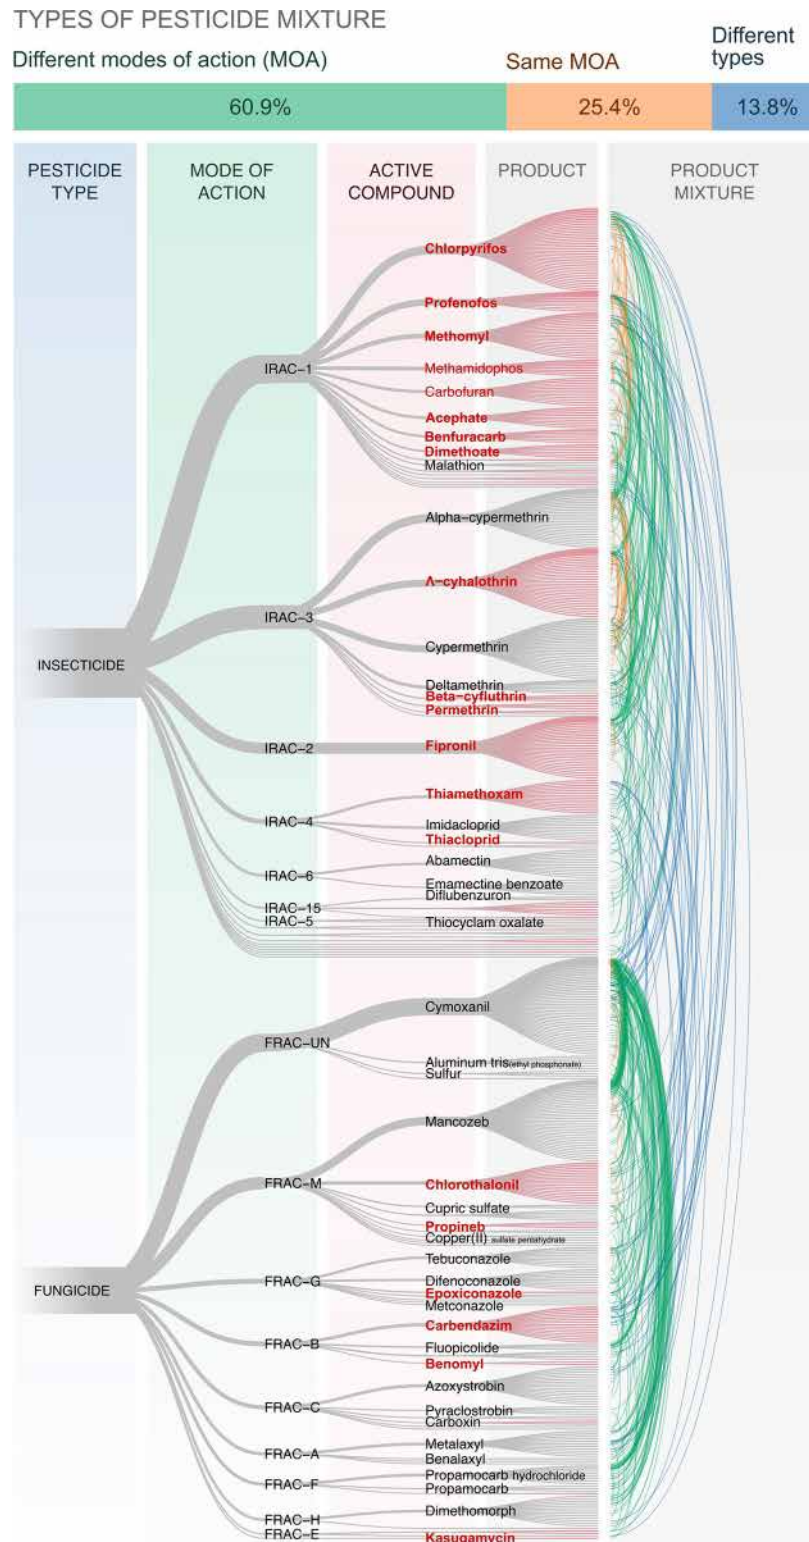 TYPES OF PESTICIDE MIXTURE
Different modes of action (MOA)
Same MOA
Different
types
60.9%
25.4%
13.8%
PESTICIDE
TYPE
MODE OF
ACTION
ACTIVE
COMPOUND
PRODUCT
PRODUCT
MIXTURE
INSECTICIDE
IRAC-1
Chlorpyrifos
Profenofos
Methomyl
Methamidophos
Carbofuran
Acephate
Benfuracarb
Dimethoate
Malathion
IRAC-3
Alpha-cypermethrin
Λ-cyhalothrin
Cypermethrin
Deltamethrin
Beta-cyfluthrin
Permethrin
IRAC-2
Fipronil
IRAC-4
Thiamethoxam
Imidacloprid
Thiacloprid
IRAC-6
Abamectin
Emamectine benzoate
IRAC-15
Diflubenzuron
IRAC-5
Thiocyclam oxalate
FUNGICIDE
FRAC-UN
Cymoxanil
Aluminum tris(ethyl phosphonate)
Sulfur
FRAC-M
Mancozeb
Chlorothalonil
Cupric sulfate
Propineb
Copper(II) sulfate pentahydrate
FRAC-G
Tebuconazole
Difenoconazole
Epoxiconazole
Metconazole
FRAC-B
Carbendazim
Fluopicolide
Benomyl
FRAC-C
Azoxystrobin
Pyraclostrobin
Carboxin
FRAC-A
Metalaxyl
Benalaxyl
FRAC-F
Propamocarb hydrochloride
Propamocarb
FRAC-H
Dimethomorph
FRAC-E
Kasugamycin